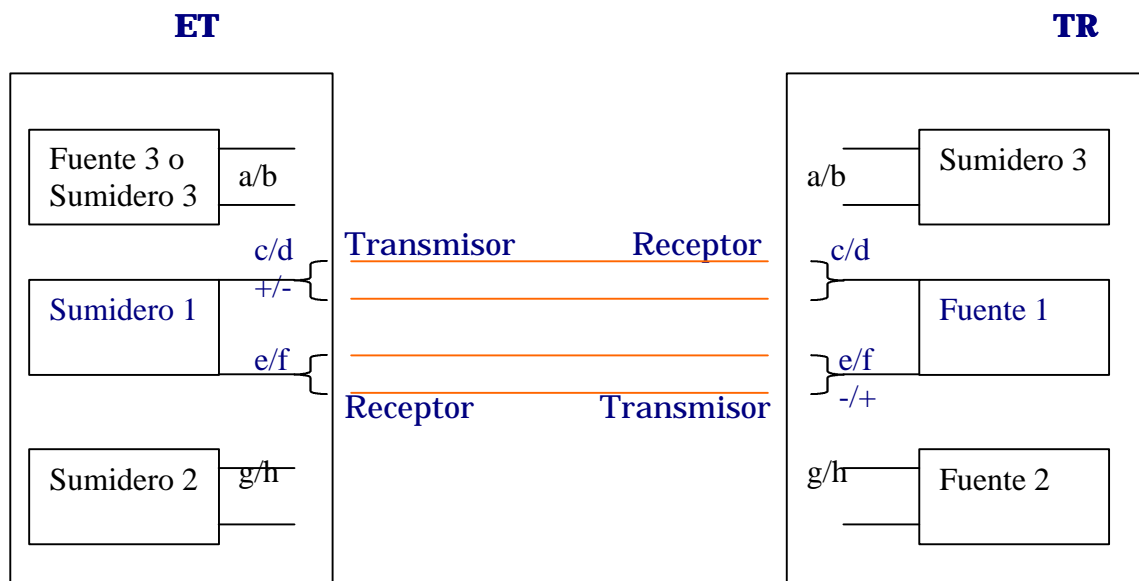 ET
TR
Fuente 3 o
Sumidero 3
a/b
a/b
Sumidero 3
c/d
+/-
Transmisor
Receptor
c/d
Sumidero 1
Fuente 1
e/f
e/f
-/+
Receptor
Transmisor
Sumidero 2
g/h
g/h
Fuente 2